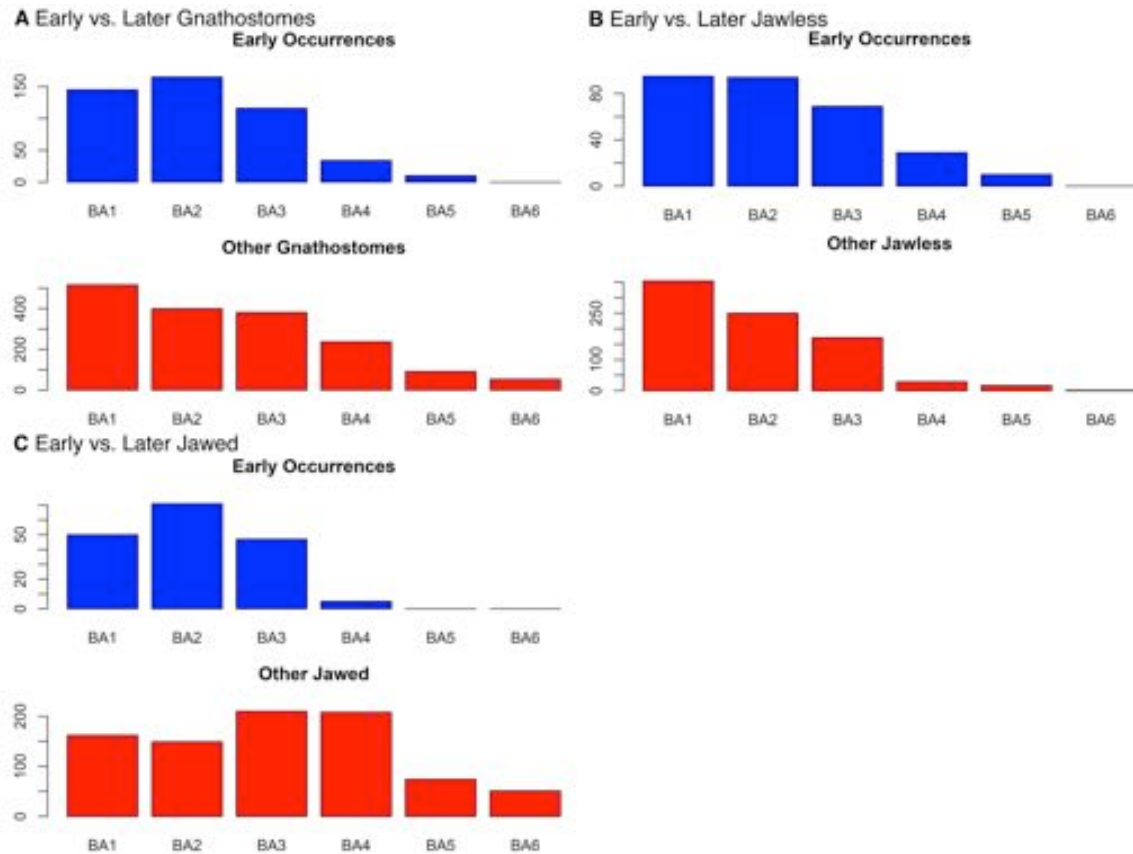 A Early vs. Later Gnathostomes
Early Occurrences
150
50
0
BA1 BA2 BA3 BA4 BA5 BA6
Other Gnathostomes
400
200
0
BA1 BA2 BA3 BA4 BA5 BA6
B Early vs. Later Jawless
Early Occurrences
80
40
0
BA1 BA2 BA3 BA4 BA5 BA6
Other Jawless
250
100
0
BA1 BA2 BA3 BA4 BA5 BA6
C Early vs. Later Jawed
Early Occurrences
50
20
0
BA1 BA2 BA3 BA4 BA5 BA6
Other Jawed
200
100
0
BA1 BA2 BA3 BA4 BA5 BA6